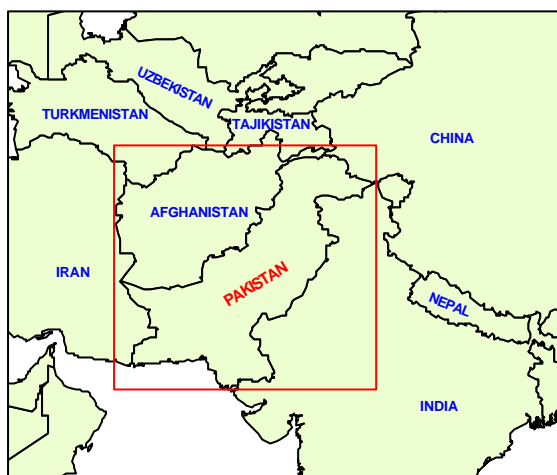 UZBEKISTAN
TURKMENISTAN
TAJIKISTAN
CHINA
AFGHANISTAN
IRAN
PAKISTAN
NEPAL
INDIA